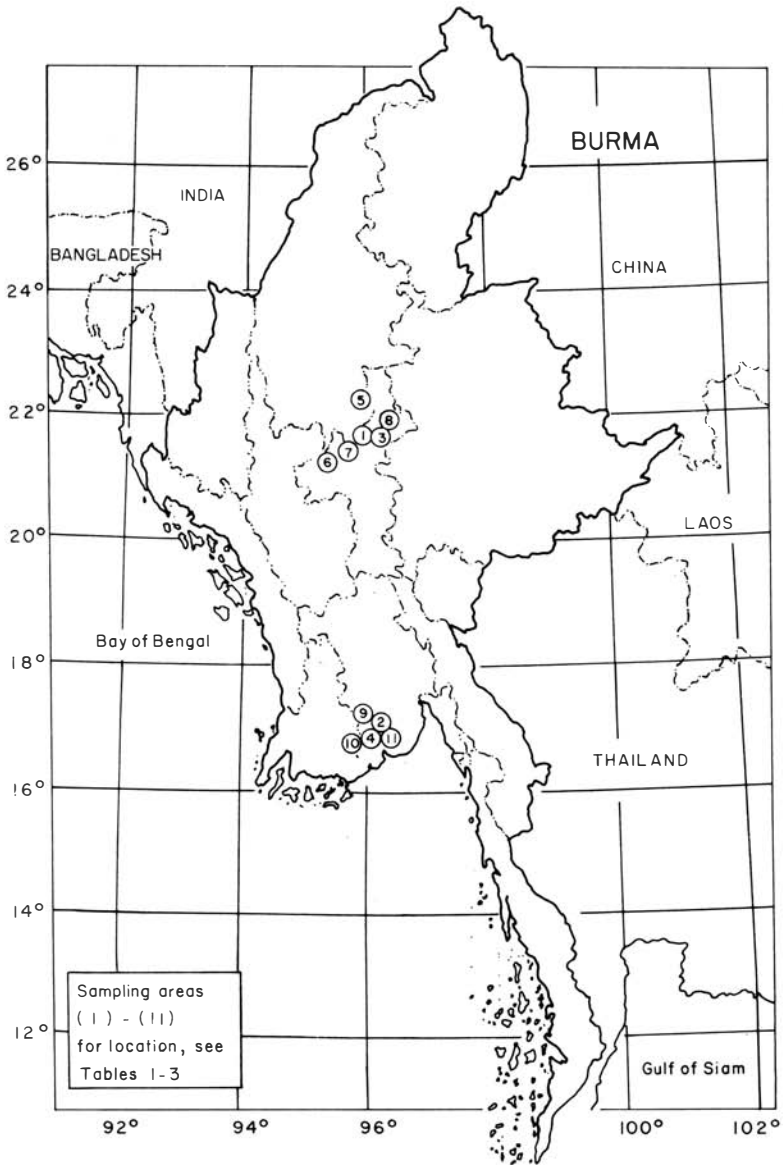 BURMA
26°
INDIA
BANGLADESH
CHINA
24°
5
8
22°
1
3
7
6
LAOS
20°
Bay of Bengal
18°
9
2
10
4
11
THAILAND
16°
14°
Sampling areas
(1) - (11)
for location, see
Tables 1-3
12°
Gulf of Siam
92°
94°
96°
100°
102°